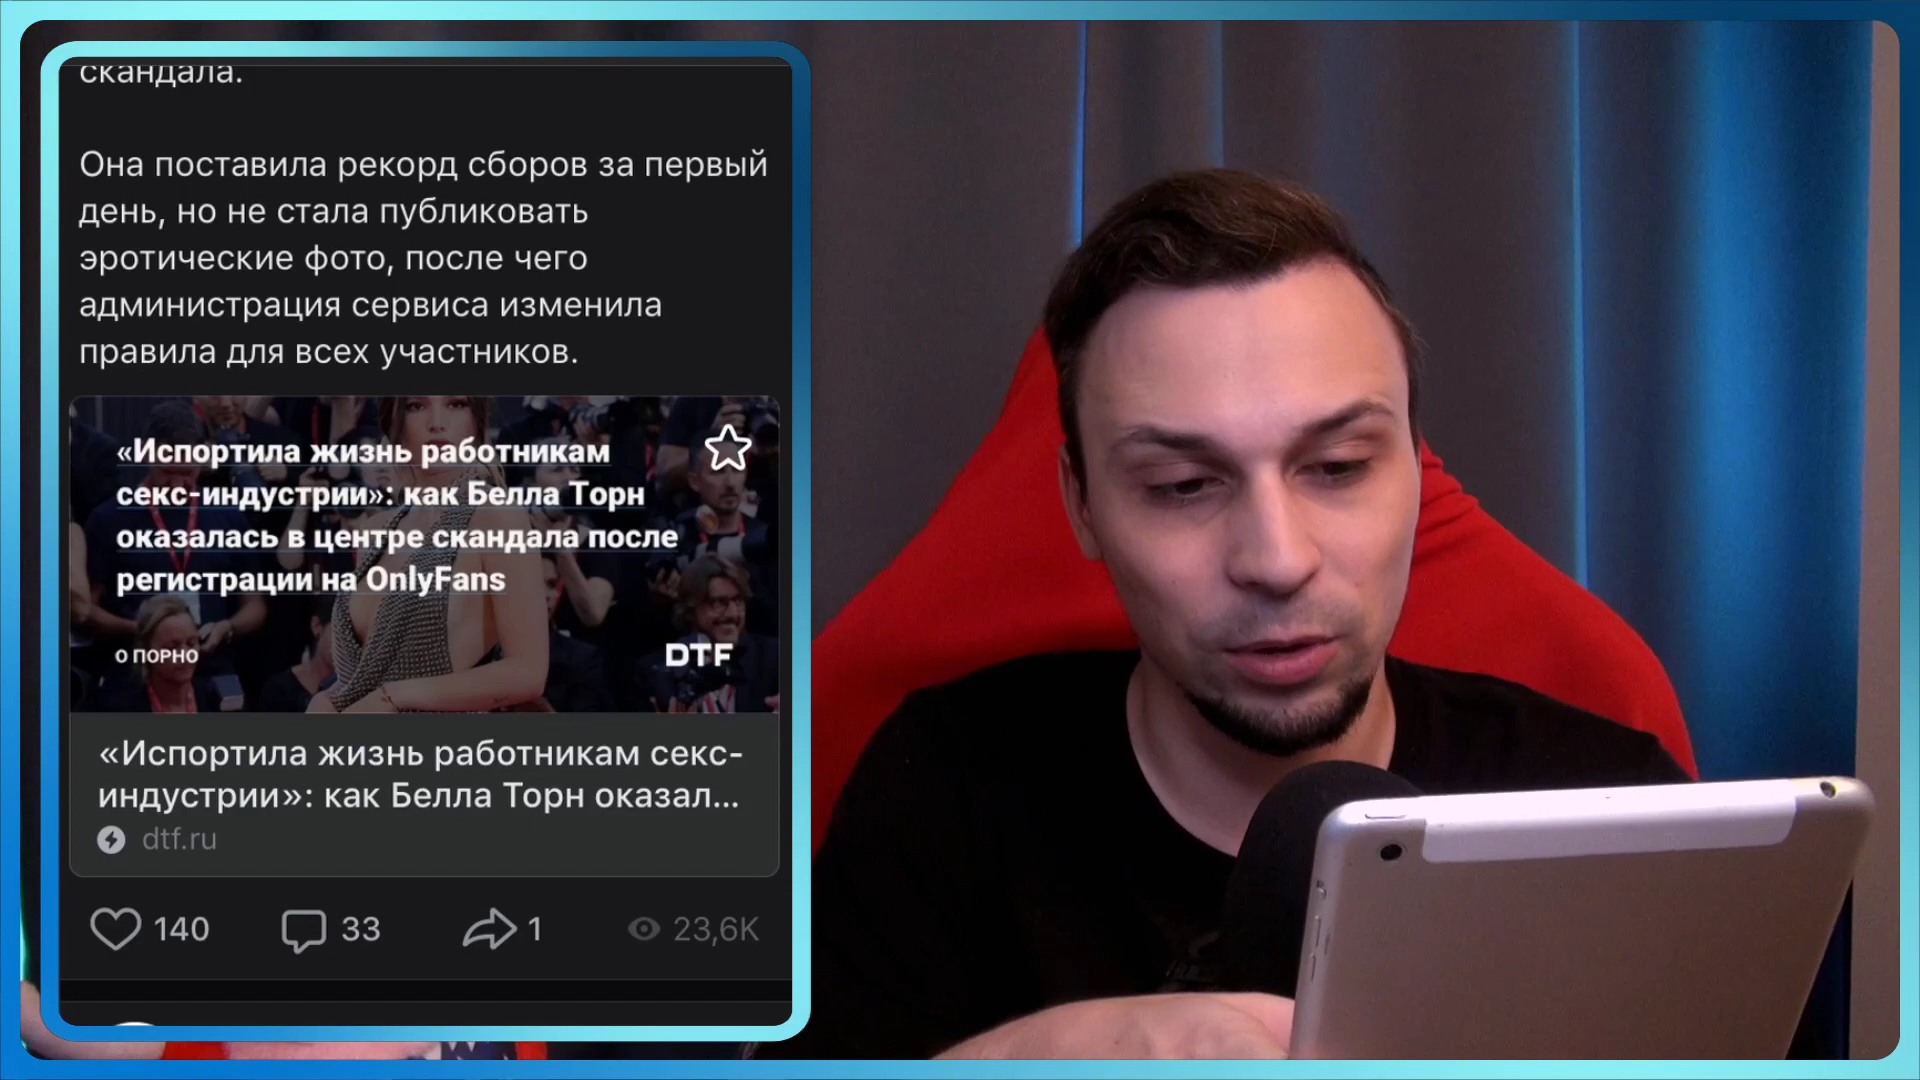 скандала.
Она поставила рекорд сборов за первый
день, но не стала публиковать
эротические фото, после чего
администрация сервиса изменила
правила для всех участников.
«Испортила жизнь работникам
секс-индустрии»: как Белла Торн
оказалась в центре скандала после
регистрации на OnlyFans
О ПОРНО
DTF
«Испортила жизнь работникам секс-
индустрии»: как Белла Торн оказал...
dtf.ru
140 33 1 23,6K